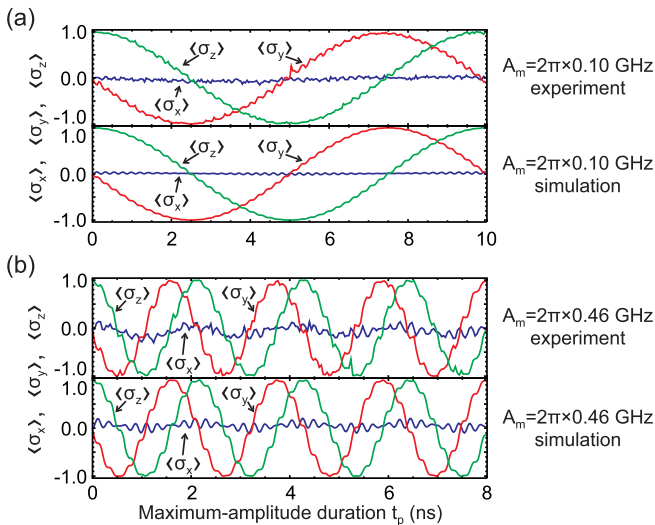 (a)
⟨σx⟩, ⟨σy⟩, ⟨σz⟩
1.0
0.0
-1.0
⟨σz⟩
⟨σy⟩
⟨σx⟩
Am=2π×0.10 GHz
experiment
1.0
0.0
-1.0
⟨σz⟩
⟨σy⟩
⟨σx⟩
Am=2π×0.10 GHz
simulation
0 2 4 6 8 10
(b)
⟨σx⟩, ⟨σy⟩, ⟨σz⟩
1.0
0.0
-1.0
⟨σz⟩
⟨σy⟩
⟨σx⟩
Am=2π×0.46 GHz
experiment
1.0
0.0
-1.0
⟨σz⟩
⟨σy⟩
⟨σx⟩
Am=2π×0.46 GHz
simulation
0 2 4 6 8
Maximum-amplitude duration tp (ns)